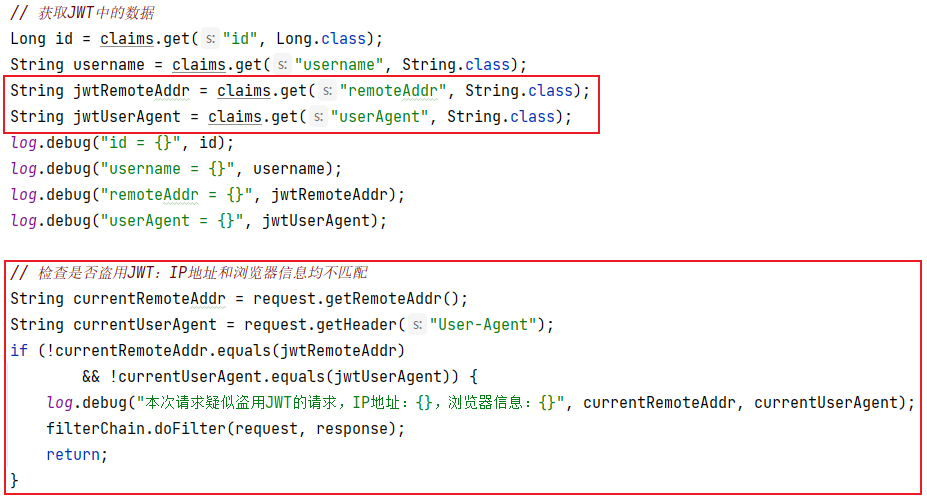 // 获取JWT中的数据
Long id = claims.get( s: "id", Long.class);
String username = claims.get( s: "username", String.class);
String jwtRemoteAddr = claims.get( s: "remoteAddr", String.class);
String jwtUserAgent = claims.get( s: "userAgent", String.class);
log.debug("id = {}", id);
log.debug("username = {}", username);
log.debug("remoteAddr = {}", jwtRemoteAddr);
log.debug("userAgent = {}", jwtUserAgent);
// 检查是否盗用JWT：IP地址和浏览器信息均不匹配
String currentRemoteAddr = request.getRemoteAddr();
String currentUserAgent = request.getHeader( s: "User-Agent");
if (!currentRemoteAddr.equals(jwtRemoteAddr)
&& !currentUserAgent.equals(jwtUserAgent)) {
log.debug("本次请求疑似盗用JWT的请求，IP地址：{}，浏览器信息：{}", currentRemoteAddr, currentUserAgent);
filterChain.doFilter(request, response);
return;
}